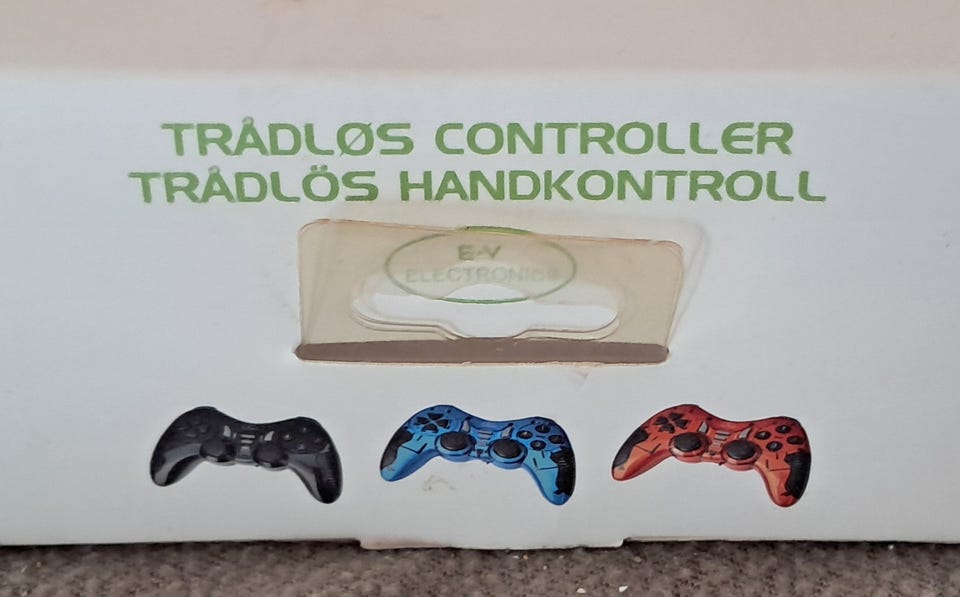 TRÅDLØS CONTROLLER
TRÅDLÖS HANDKONTROLL
E-V
ELECTRONICS